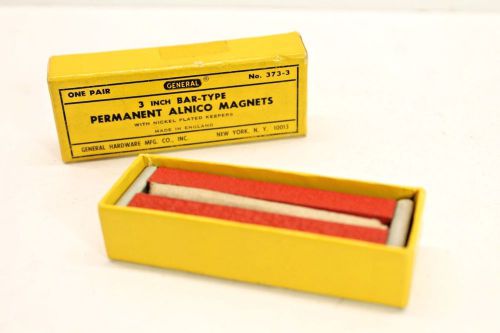 ONE PAIR GENERAL ® No. 373-3
3 INCH BAR-TYPE
PERMANENT ALNICO MAGNETS
WITH NICKEL PLATED KEEPERS
MADE IN ENGLAND
GENERAL HARDWARE MFG. CO., INC. NEW YORK, N. Y. 10013